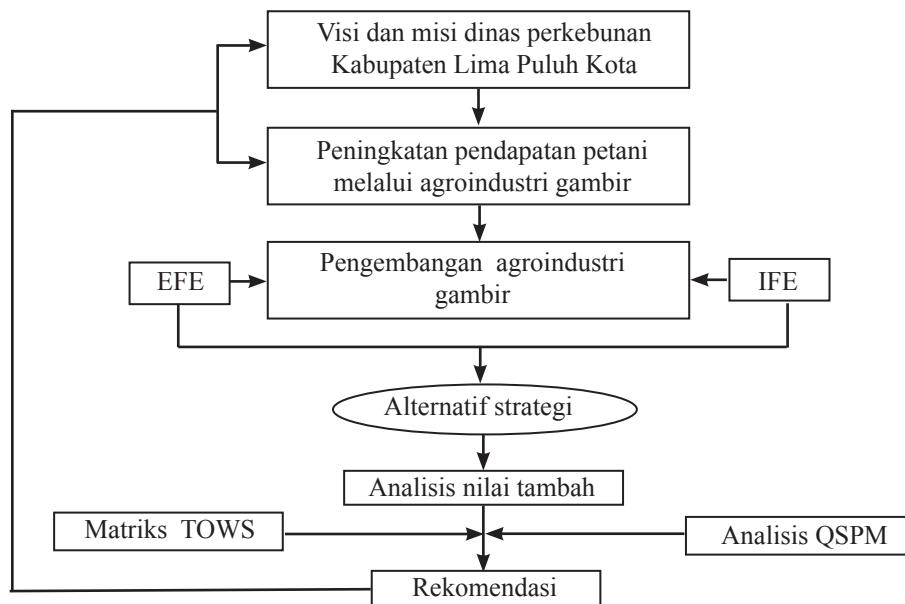 Visi dan misi dinas perkebunan
Kabupaten Lima Puluh Kota
Peningkatan pendapatan petani
melalui agroindustri gambir
EFE
Pengembangan agroindustri
gambir
IFE
Alternatif strategi
Analisis nilai tambah
Matriks TOWS
Analisis QSPM
Rekomendasi